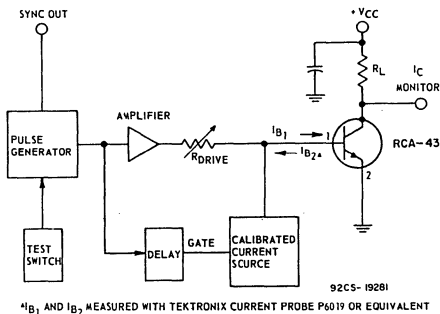 SYNC OUT
+ VCC
RL
IC
MONITOR
AMPLIFIER
PULSE
GENERATOR
RDRIVE
IB1
IB2▲
1
2
RCA-43
TEST
SWITCH
DELAY
GATE
CALIBRATED
CURRENT
SCURCE
92CS-19281
▲IB1 AND IB2 MEASURED WITH TEKTRONIX CURRENT PROBE P6019 OR EQUIVALENT